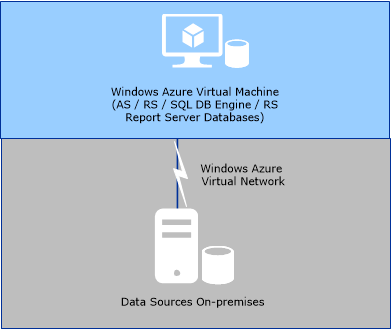 Windows Azure Virtual Machine
(AS / RS / SQL DB Engine / RS
Report Server Databases)
Windows Azure
Virtual Network
Data Sources On-premises